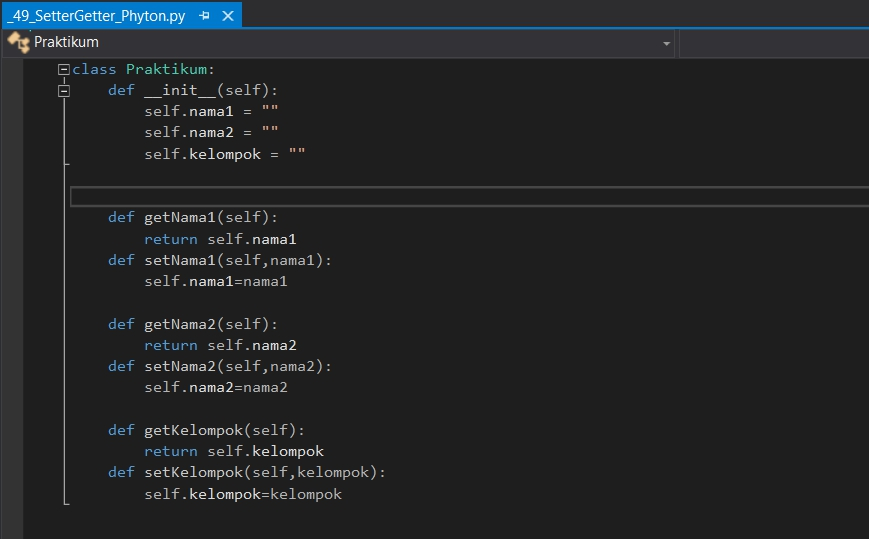 _49_SetterGetter_Phyton.py
Praktikum
class Praktikum:
    def __init__(self):
        self.nama1 = ""
        self.nama2 = ""
        self.kelompok = ""
    def getNama1(self):
        return self.nama1
    def setNama1(self,nama1):
        self.nama1=nama1
    def getNama2(self):
        return self.nama2
    def setNama2(self,nama2):
        self.nama2=nama2
    def getKelompok(self):
        return self.kelompok
    def setKelompok(self,kelompok):
        self.kelompok=kelompok